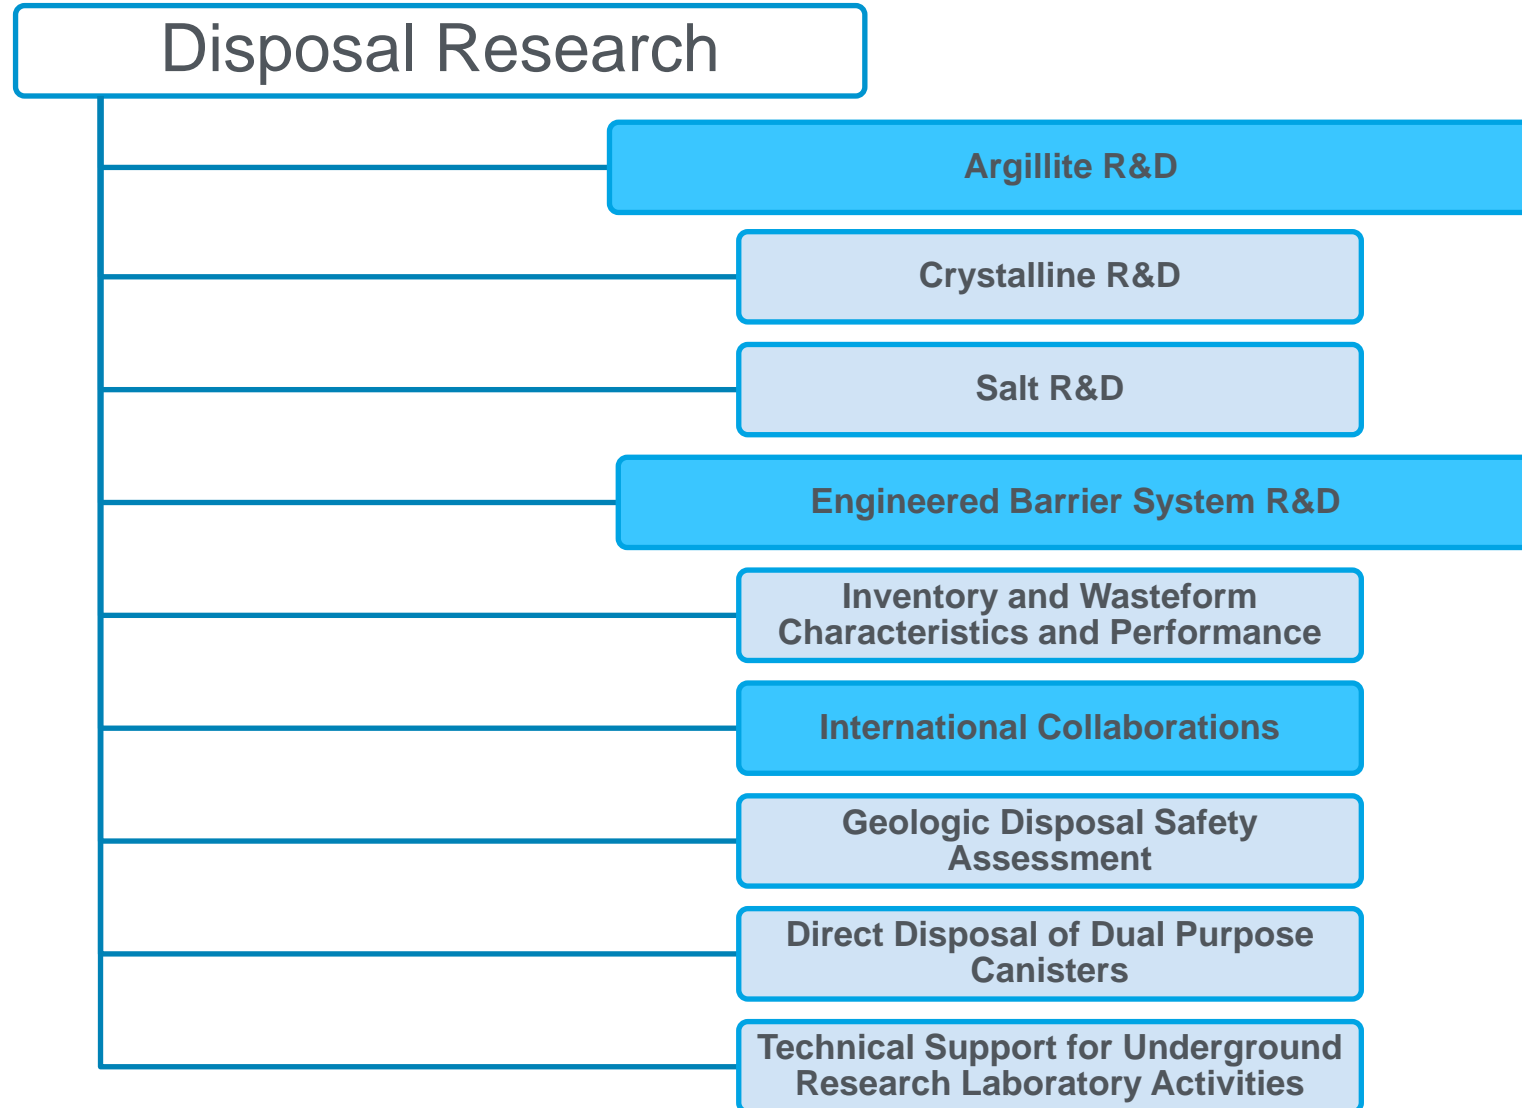 Disposal Research
Argillite R&D
Crystalline R&D
Salt R&D
Engineered Barrier System R&D
Inventory and Wasteform
Characteristics and Performance
International Collaborations
Geologic Disposal Safety
Assessment
Direct Disposal of Dual Purpose
Canisters
Technical Support for Underground
Research Laboratory Activities